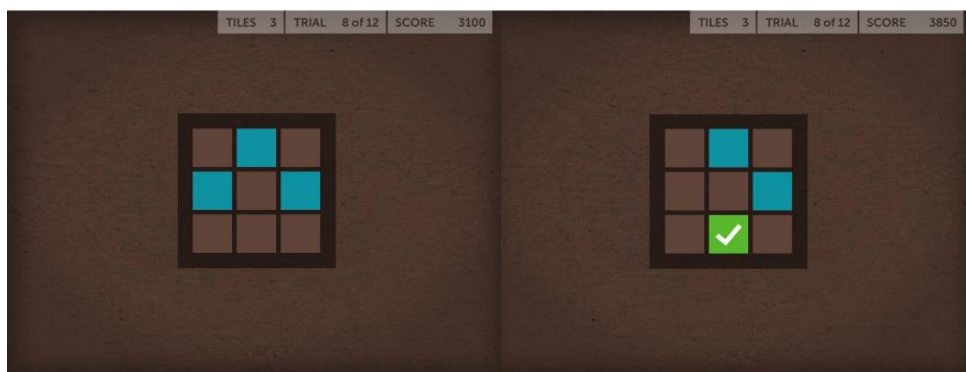 TILES 3 TRIAL 8 of 12 SCORE 3100
TILES 3 TRIAL 8 of 12 SCORE 3850